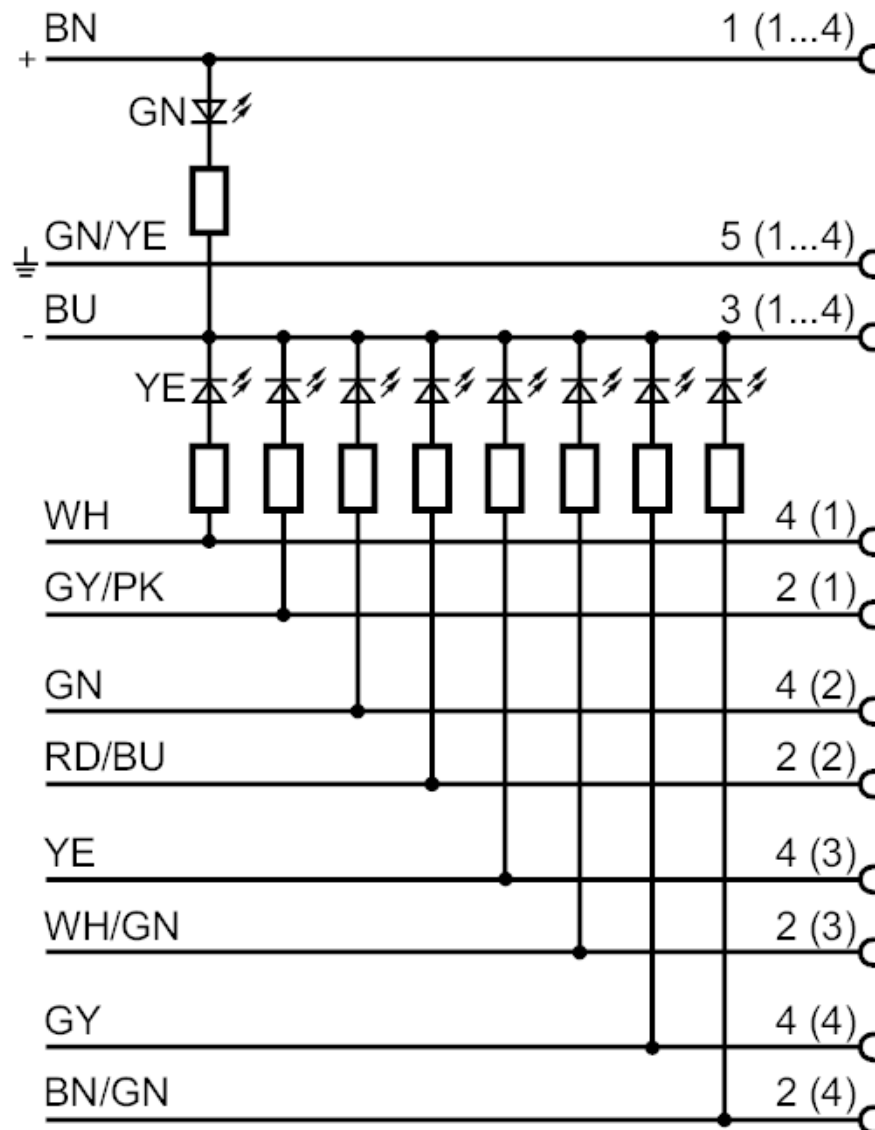 BN 1 (1...4)
+
GN
GN/YE 5 (1...4)
BU 3 (1...4)
-
YE
WH 4 (1)
GY/PK 2 (1)
GN 4 (2)
RD/BU 2 (2)
YE 4 (3)
WH/GN 2 (3)
GY 4 (4)
BN/GN 2 (4)